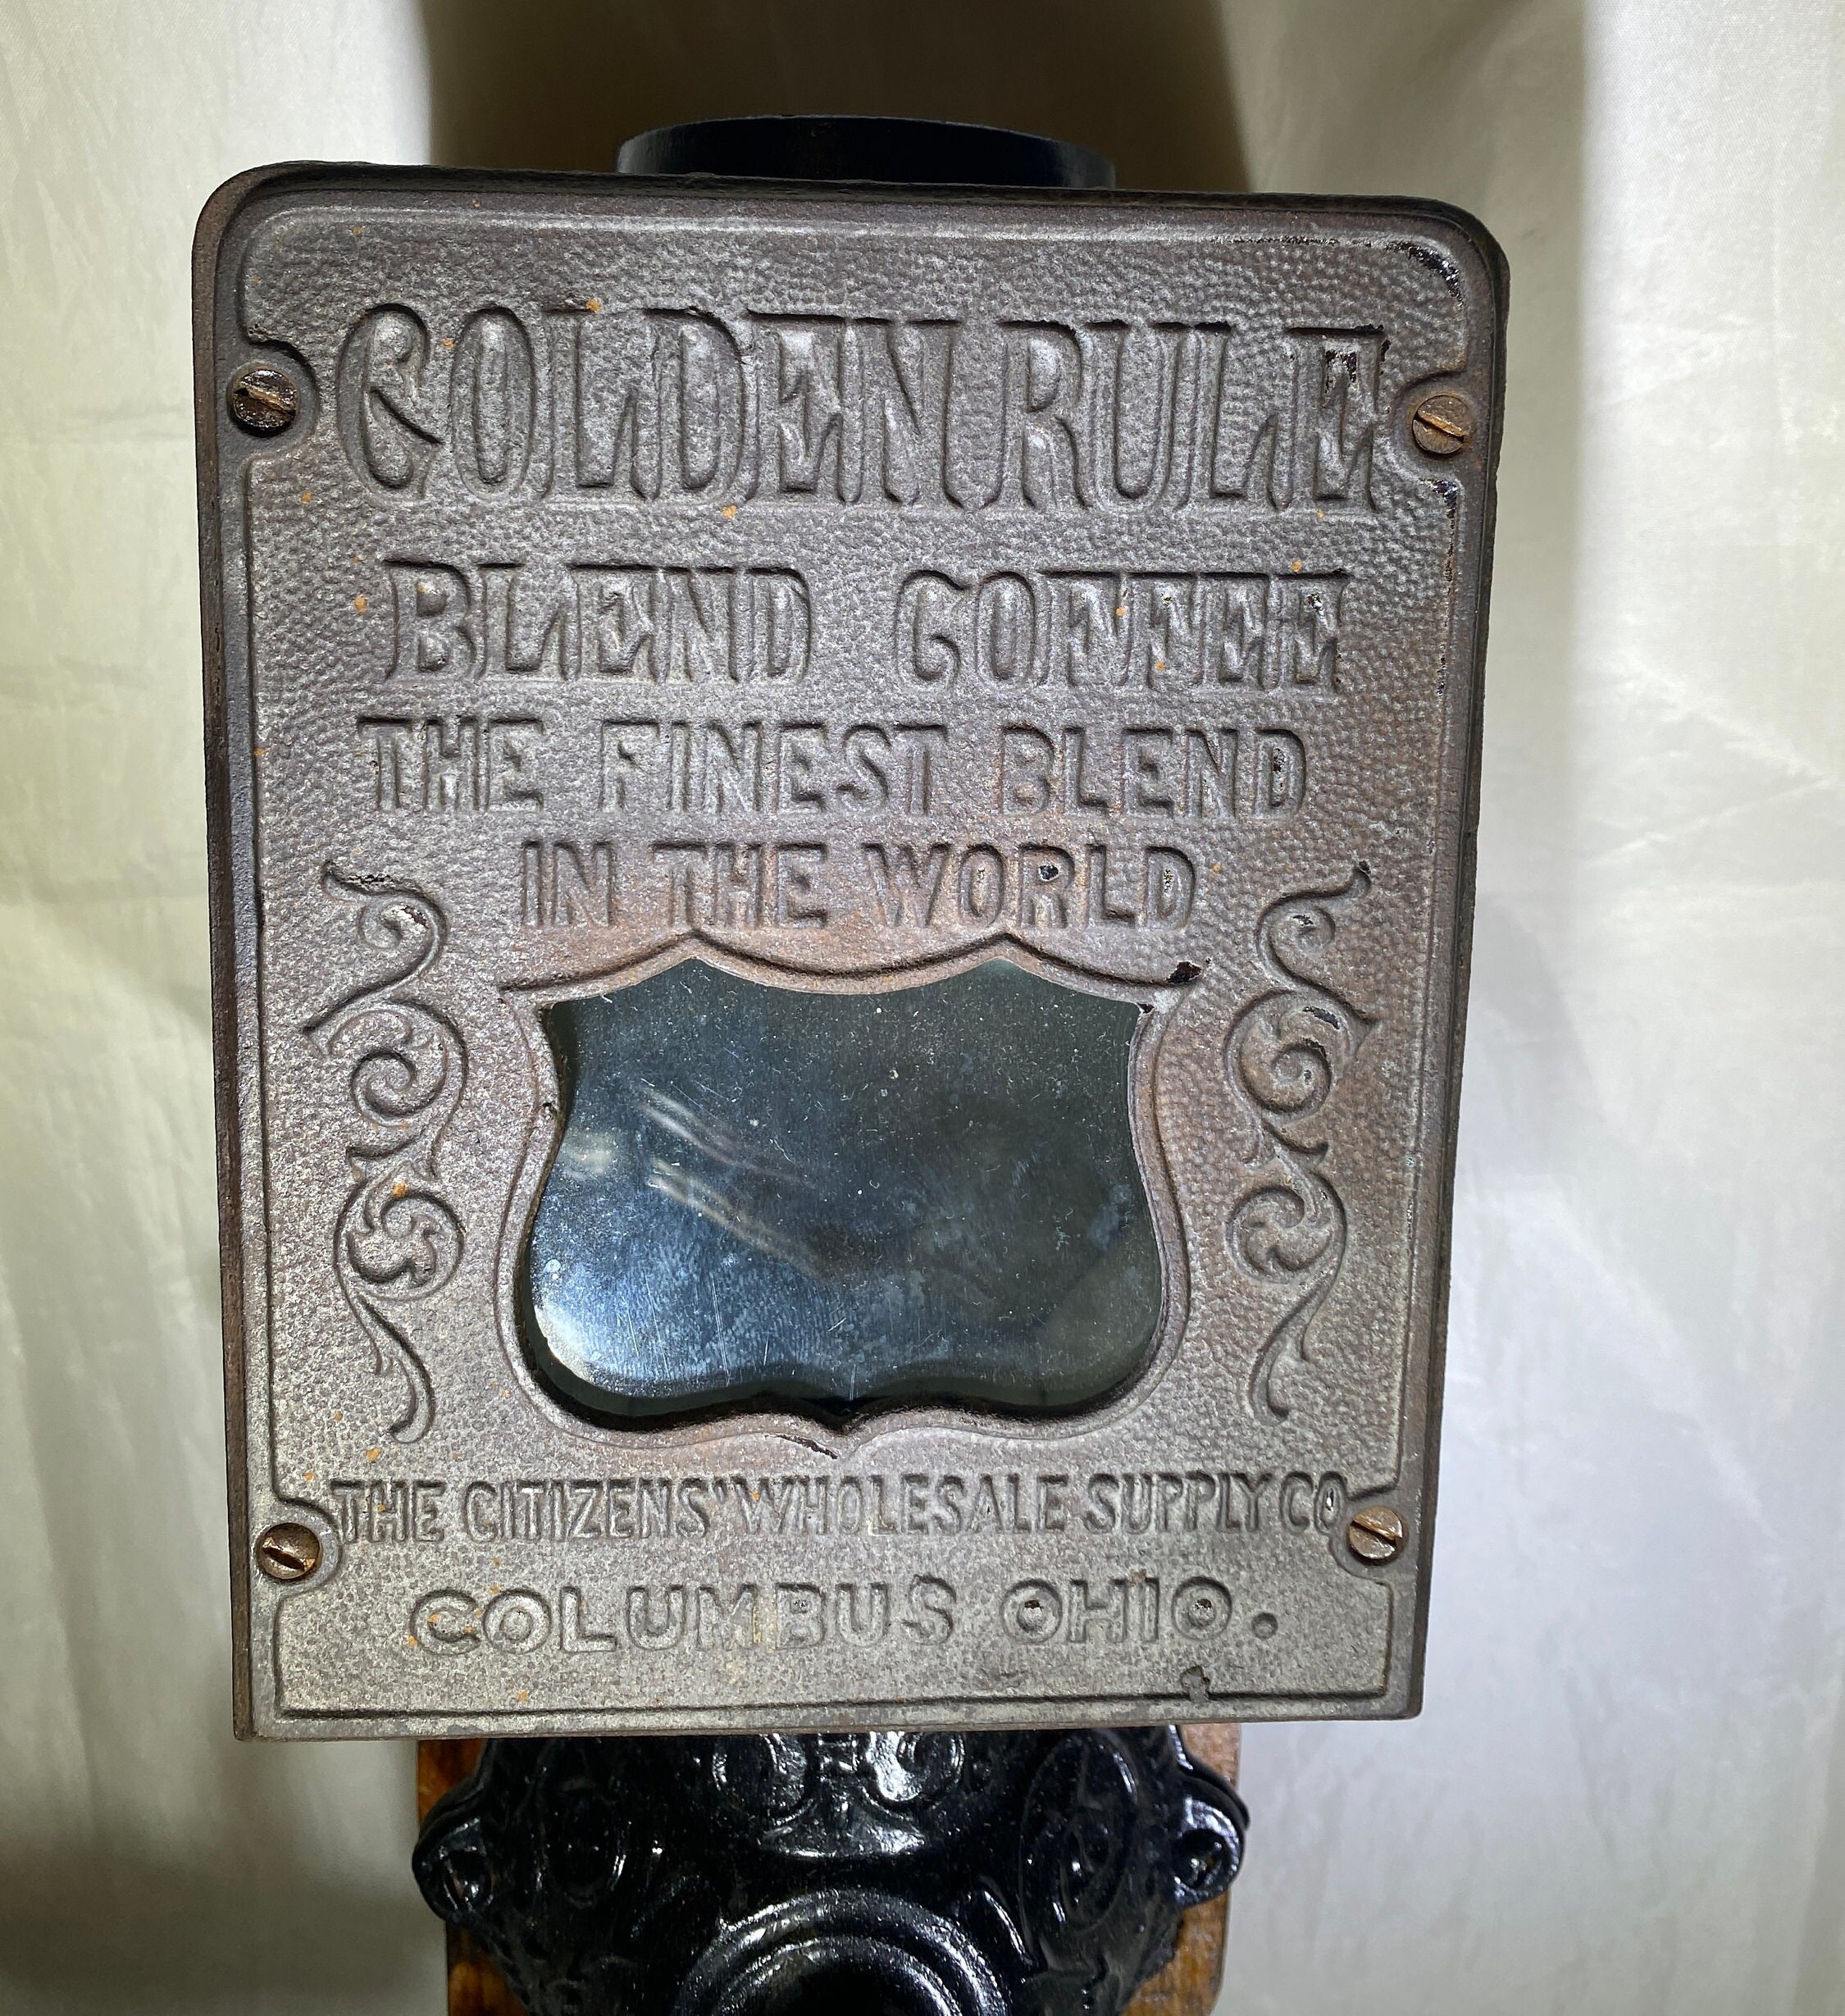 GOLDEN RULE
BLEND COFFEE
THE FINEST BLEND
IN THE WORLD
THE CITIZENS' WHOLESALE SUPPLY CO.
COLUMBUS OHIO.